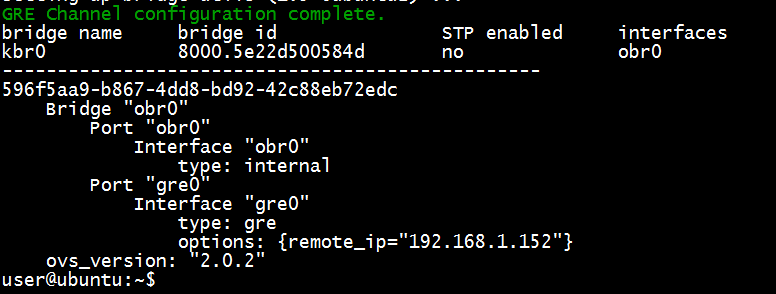 GRE Channel configuration complete.
bridge name     bridge id               STP enabled     interfaces
kbr0            8000.5e22d500584d       no              obr0
-------------------------------------------------
596f5aa9-b867-4dd8-bd92-42c88eb72edc
    Bridge "obr0"
        Port "obr0"
            Interface "obr0"
                type: internal
        Port "gre0"
            Interface "gre0"
                type: gre
                options: {remote_ip="192.168.1.152"}
    ovs_version: "2.0.2"
user@ubuntu:~$